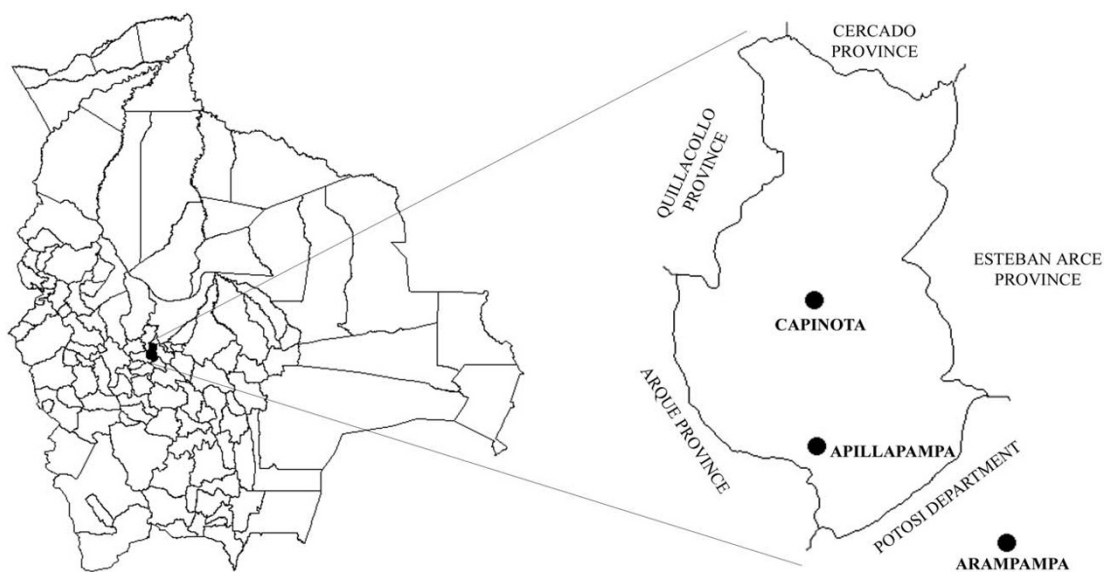 CERCADO
PROVINCE
QUILLACOLLO
PROVINCE
ESTEBAN ARCE
PROVINCE
CAPINOTA
ARQUE PROVINCE
APILLAPAMPA
POTOSI DEPARTMENT
ARAMPAMPA